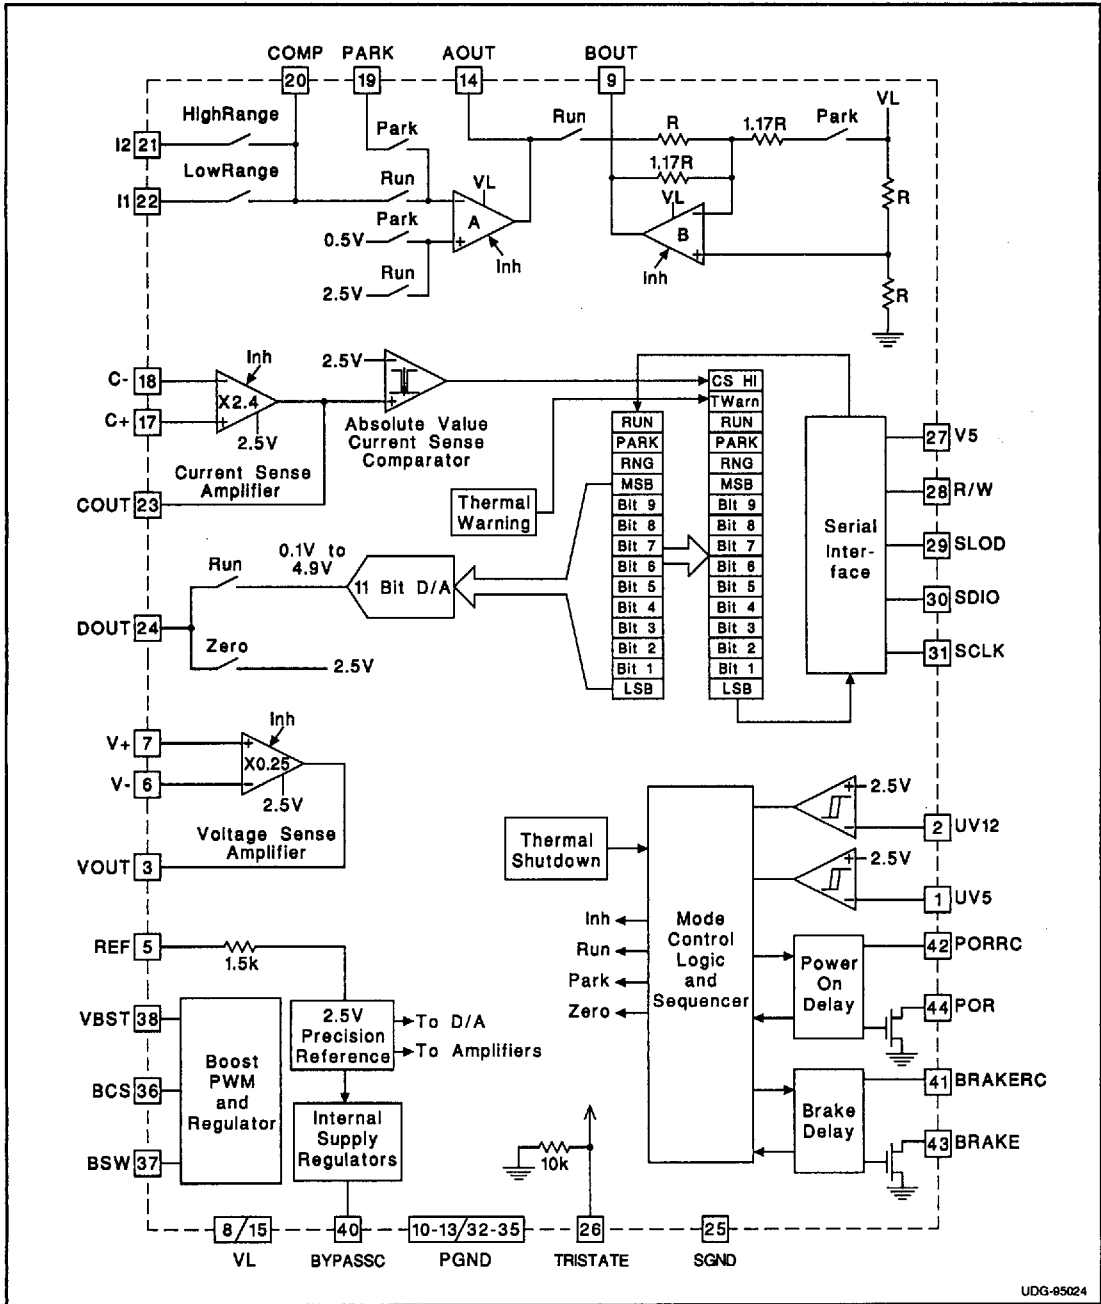 COMP PARK AOUT BOUT
20 19 14 9
VL
HighRange
Park
Run
R
1.17R
Park
I2 21
1.17R
LowRange
Run
VL
VL
R
I1 22
A
B
Park
0.5V
Inh
Inh
Run
2.5V
R
Inh
2.5V
C- 18
X2.4
CS HI
TWarn
C+ 17
2.5V
Absolute Value
Current Sense
Comparator
RUN RUN
PARK PARK
RNG RNG
MSB MSB
Bit 9 Bit 9
Bit 8 Bit 8
Bit 7 Bit 7
Bit 6 Bit 6
Bit 5 Bit 5
Bit 4 Bit 4
Bit 3 Bit 3
Bit 2 Bit 2
Bit 1 Bit 1
LSB LSB
27 V5
Current Sense
Amplifier
28 R/W
COUT 23
Thermal
Warning
Serial
Inter-
face
29 SLOD
0.1V to
4.9V
Run
11 Bit D/A
30 SDIO
DOUT 24
Zero
2.5V
31 SCLK
Inh
V+ 7
X0.25
V- 6
2.5V
2.5V
Voltage Sense
Amplifier
Thermal
Shutdown
2 UV12
VOUT 3
2.5V
1 UV5
Inh
Run
Park
Zero
Mode
Control
Logic
and
Sequencer
REF 5
1.5k
Power
On
Delay
42 PORRC
VBST 38
2.5V
Precision
Reference
To D/A
To Amplifiers
44 POR
Boost
PWM
and
Regulator
BCS 36
41 BRAKERC
Internal
Supply
Regulators
Brake
Delay
BSW 37
10k
43 BRAKE
8/15 40 10-13/32-35 26 25
VL BYPASSC PGND TRISTATE SGND
UDG-95024